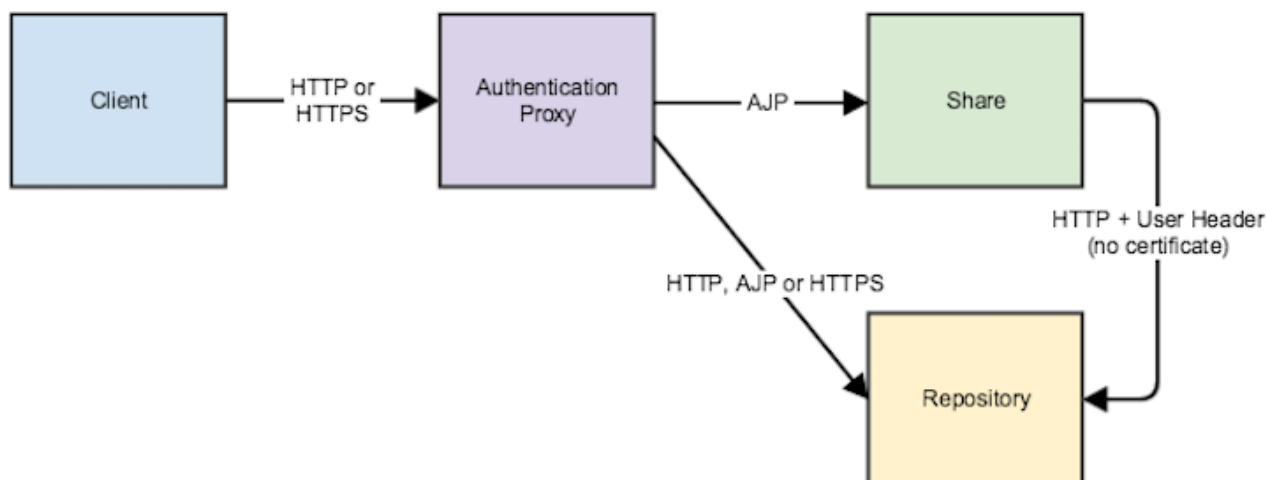 Client
HTTP or
HTTPS
Authentication
Proxy
AJP
Share
HTTP + User Header
(no certificate)
HTTP, AJP or HTTPS
Repository